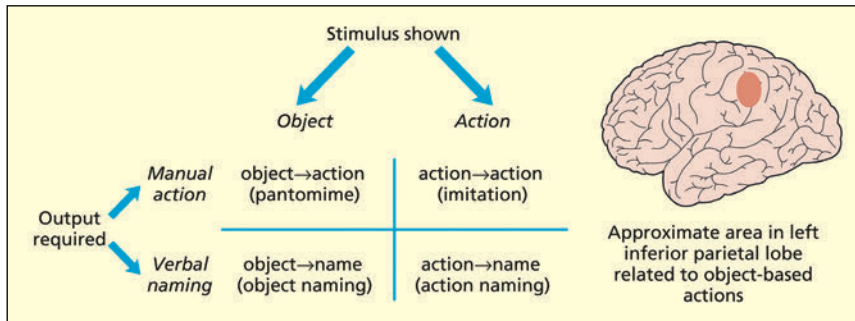 Stimulus shown
Object
Action
Manual
action
object→action
(pantomime)
action→action
(imitation)
Output
required
Verbal
naming
object→name
(object naming)
action→name
(action naming)
Approximate area in left
inferior parietal lobe
related to object-based
actions